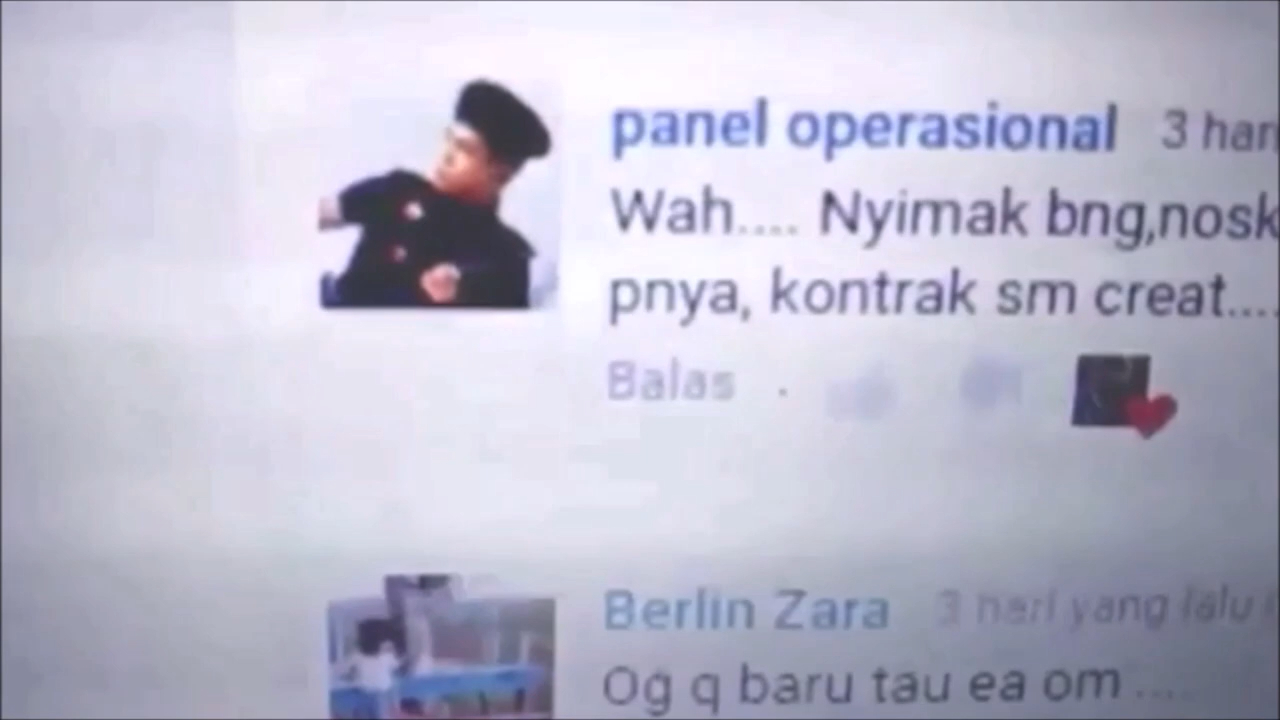 panel operasional 3 hari
Wah.... Nyimak bng,nosk
pnya, kontrak sm creat....
Balas .
Berlin Zara 3 hari yang lalu
Og q baru tau ea om ....